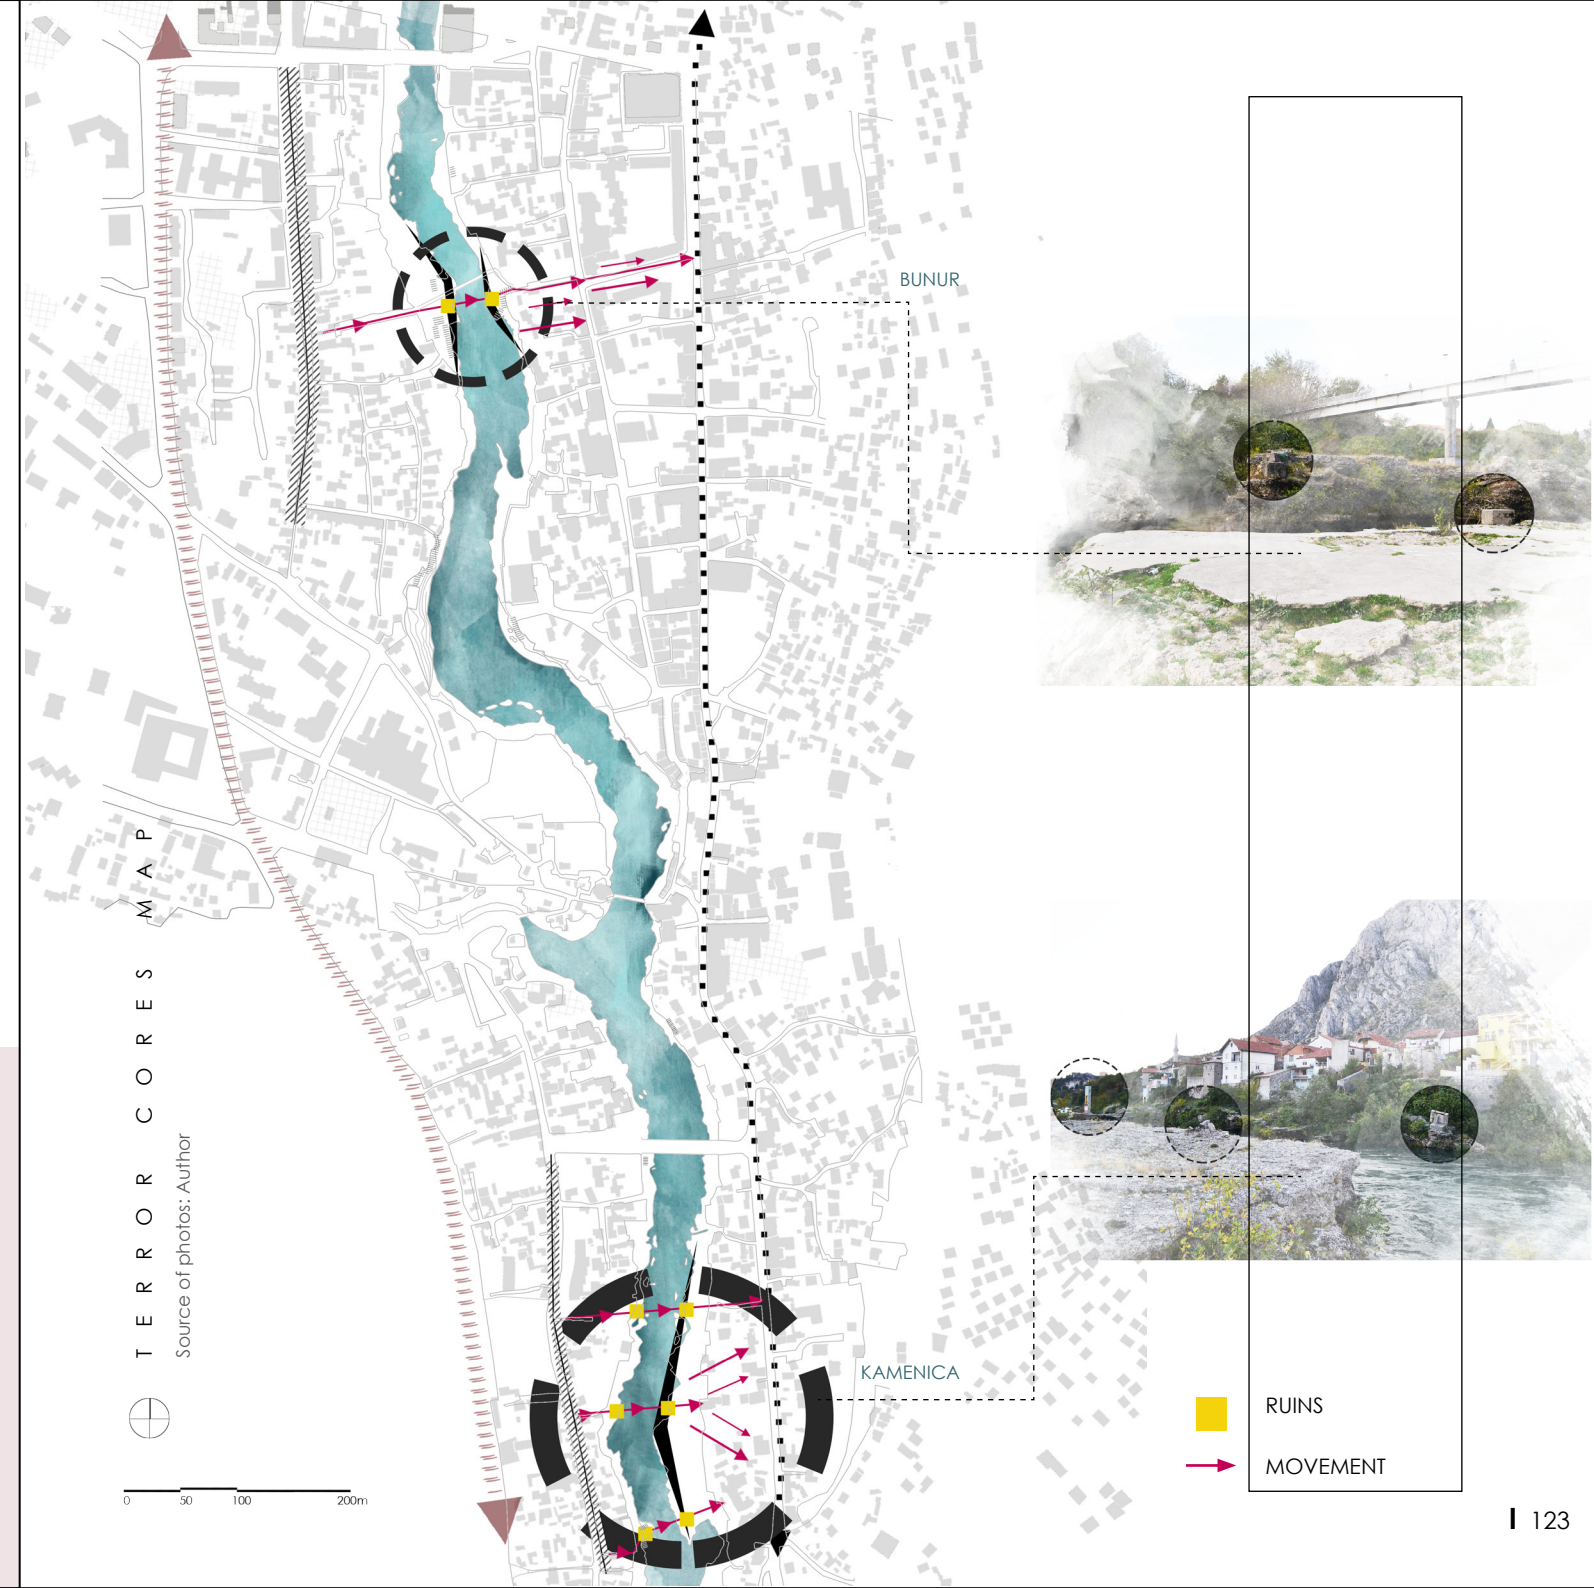 TERROR CORES MAP
Source of photos: Author
0 50 100 200m
BUNUR
KAMENICA
RUINS
MOVEMENT
123